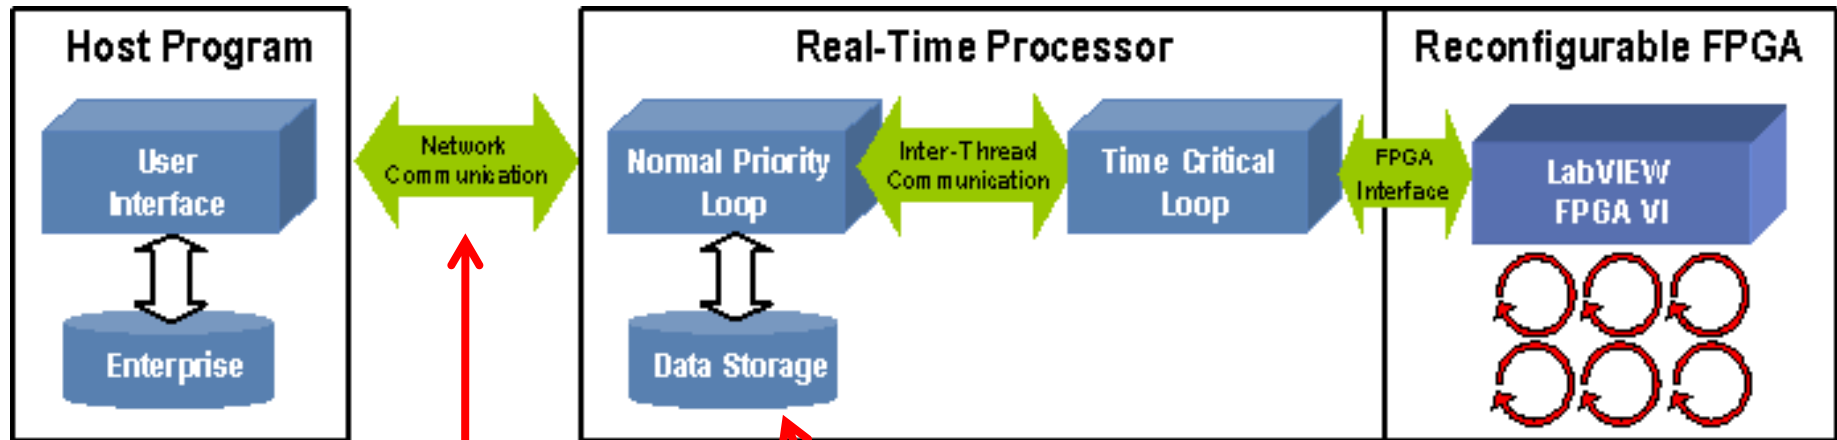 Host Program
User
Interface
Enterprise
Network
Communication
Real-Time Processor
Normal Priority
Loop
Data Storage
Inter-Thread
Communication
Time Critical
Loop
FPGA
Interface
Reconfigurable FPGA
LabVIEW
FPGA VI